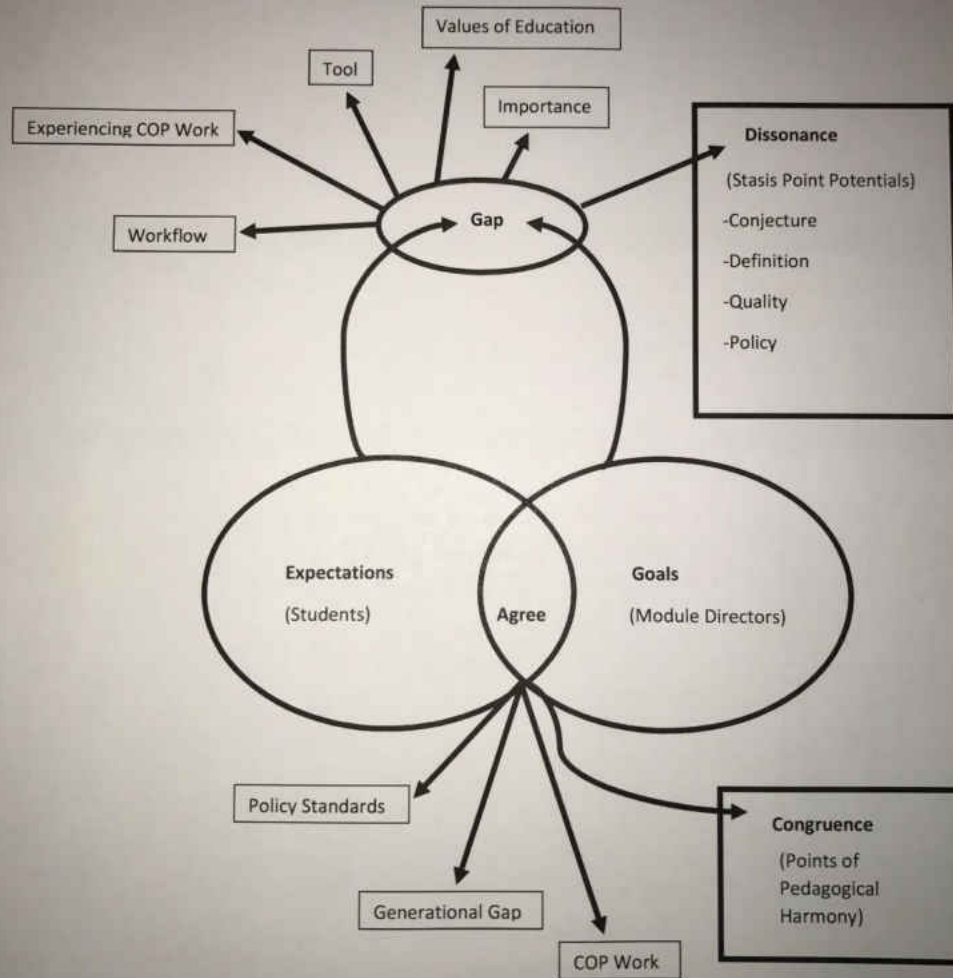 Values of Education
Tool
Importance
Experiencing COP Work
Workflow
Gap
Dissonance
(Stasis Point Potentials)
-Conjecture
-Definition
-Quality
-Policy
Expectations
(Students)
Agree
Goals
(Module Directors)
Policy Standards
Generational Gap
COP Work
Congruence
(Points of
Pedagogical
Harmony)